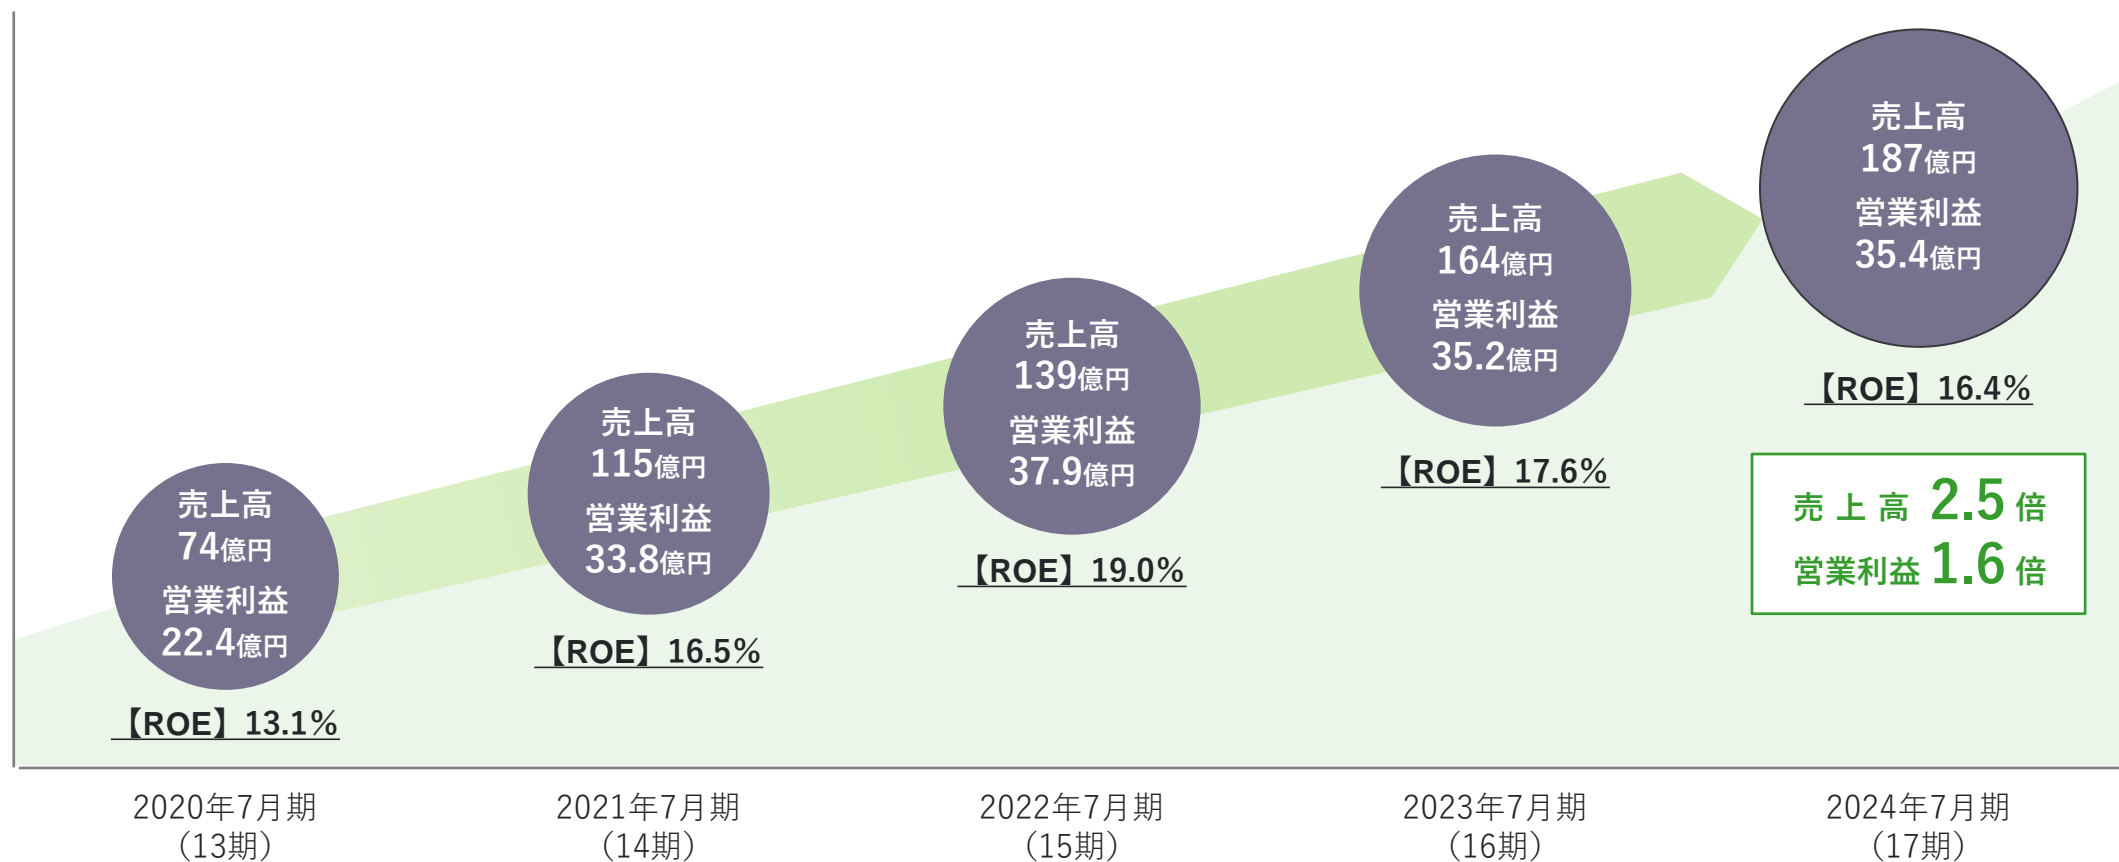 売上高
74億円
営業利益
22.4億円
【ROE】13.1%
売上高
115億円
営業利益
33.8億円
【ROE】16.5%
売上高
139億円
営業利益
37.9億円
【ROE】19.0%
売上高
164億円
営業利益
35.2億円
【ROE】17.6%
売上高
187億円
営業利益
35.4億円
【ROE】16.4%
売上高 2.5倍
営業利益 1.6倍
2020年7月期
（13期）
2021年7月期
（14期）
2022年7月期
（15期）
2023年7月期
（16期）
2024年7月期
（17期）